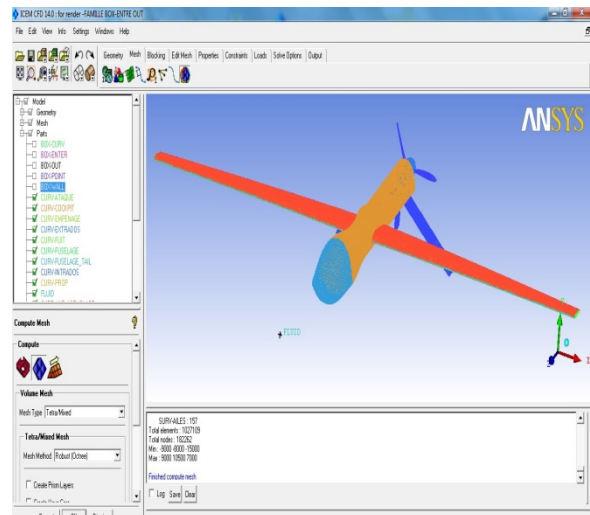 ICEM CFD 14.0 : for render -FAMILLE BOX-ENTRE OUT
File Edit View Info Settings Windows Help
Geometry Mesh Blocking Edit Mesh Properties Constraints Loads Solve Options Output
Model
Geometry
Mesh
Parts
BOX-CURV
BOX-ENTER
BOX-OUT
BOX-POINT
BOX-WALL
CURV-ATAQUE
CURV-COCKPIT
CURV-EMPENAGE
CURV-EXTRADOS
CURV-FUIT
CURV-FUSELAGE
CURV-FUSELAGE_TAIL
CURV-INTRADOS
CURV-PROP
FLUID
ANSYS
FLUID
Compute Mesh
Compute
Volume Mesh
Mesh Type Tetra/Mixed
Tetra/Mixed Mesh
Mesh Method Robust (Octree)
Create Prism Layers
SURV-AILES : 157
Total elements : 1027109
Total nodes : 182262
Min : -9000 -8000 -15000
Max : 9000 10500 7000
Finished compute mesh
Log Save Clear